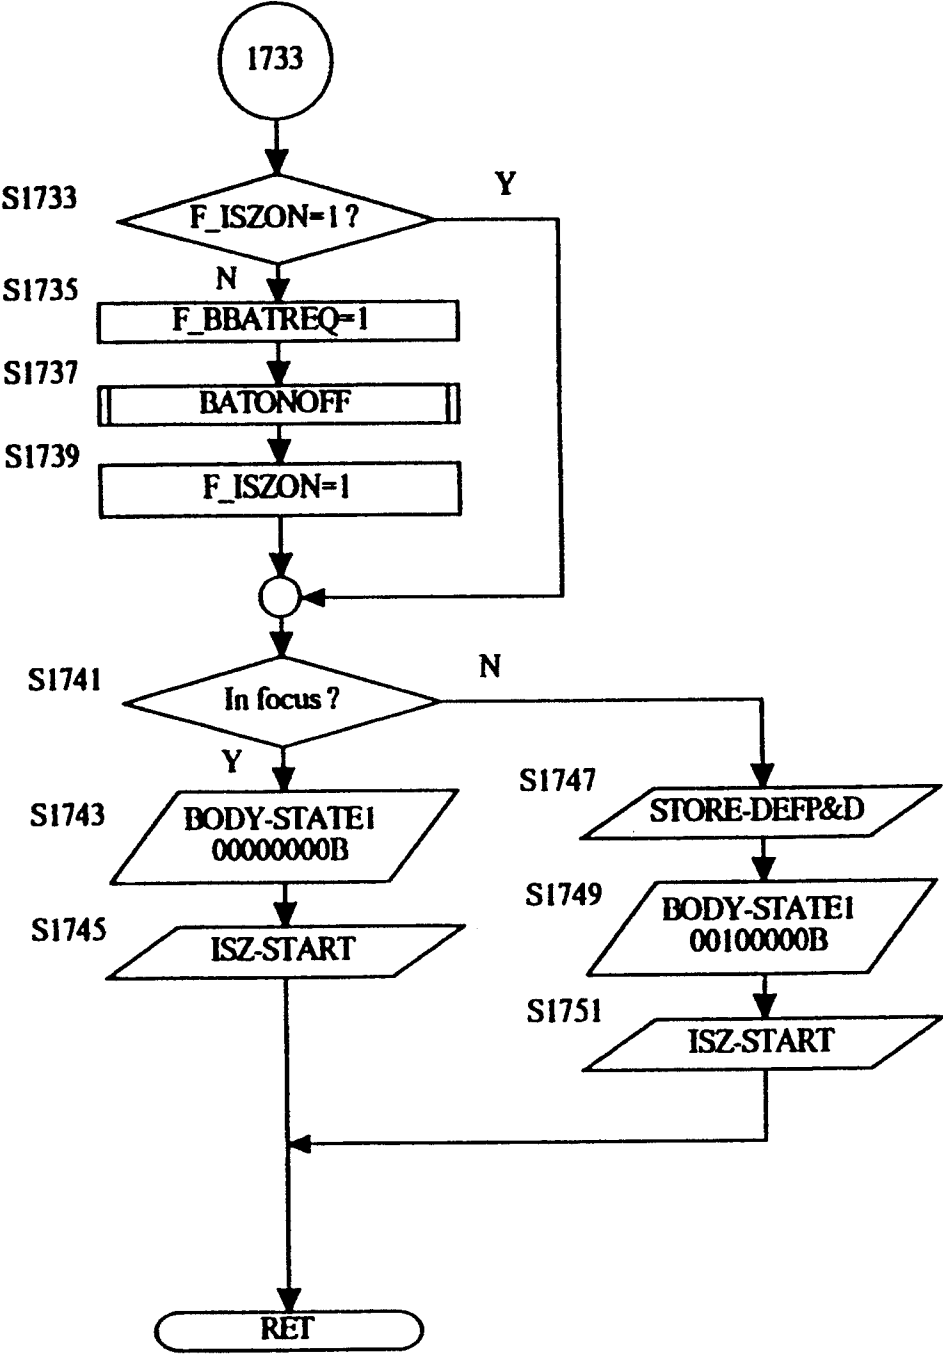 1733
S1733
F_ISZON=1 ?
Y
N
S1735
F_BBATREQ=1
S1737
BATONOFF
S1739
F_ISZON=1
S1741
In focus ?
N
Y
S1743
BODY-STATE1
00000000B
S1745
ISZ-START
S1747
STORE-DEFP&D
S1749
BODY-STATE1
00100000B
S1751
ISZ-START
RET